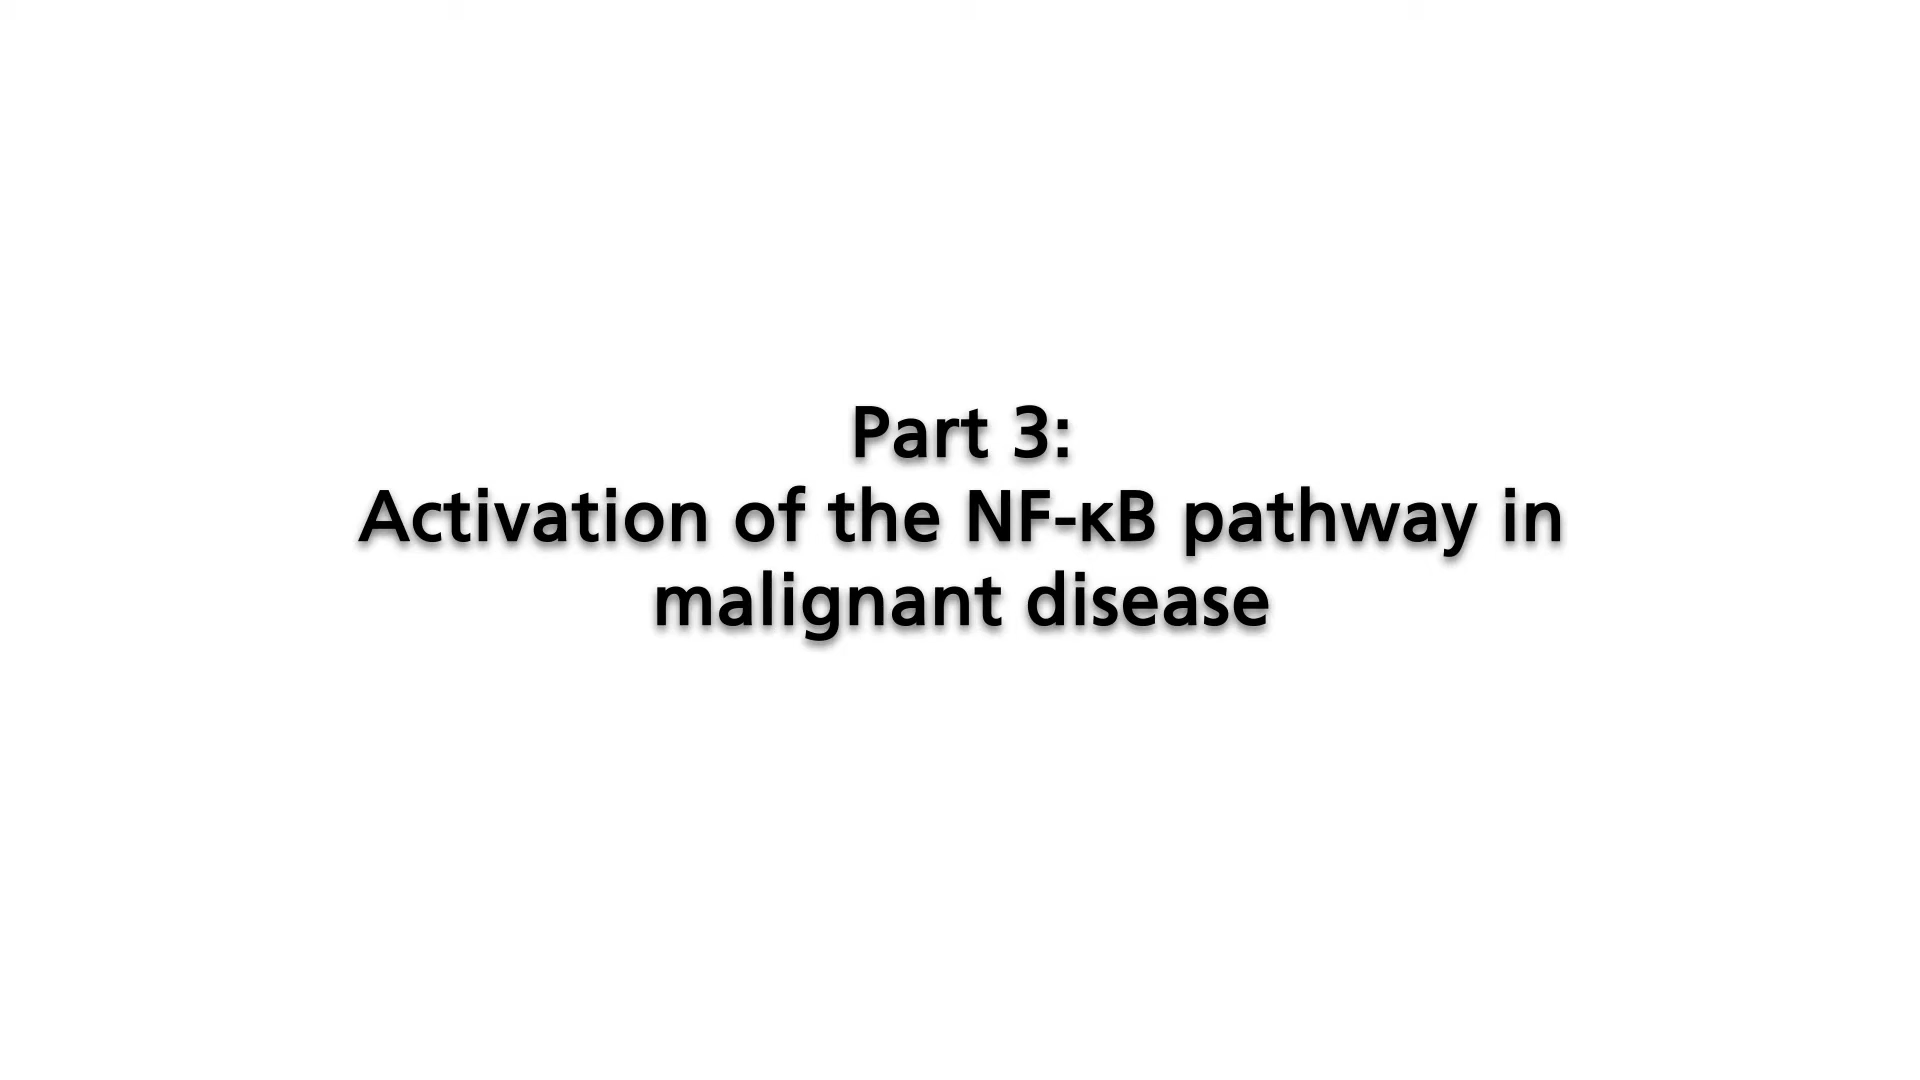 Part 3:
Activation of the NF-κB pathway in
malignant disease